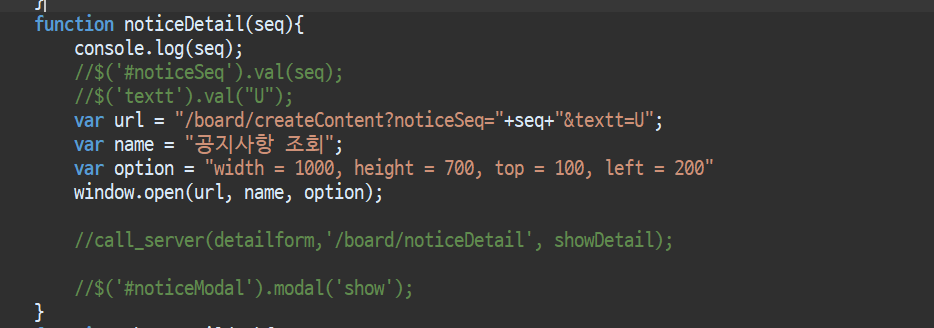 }
function noticeDetail(seq){
console.log(seq);
//$('#noticeSeq').val(seq);
//$('textt').val("U");
var url = "/board/createContent?noticeSeq="+seq+"&textt=U";
var name = "공지사항 조회";
var option = "width = 1000, height = 700, top = 100, left = 200"
window.open(url, name, option);
//call_server(detailform,'/board/noticeDetail', showDetail);
//$('#noticeModal').modal('show');
}